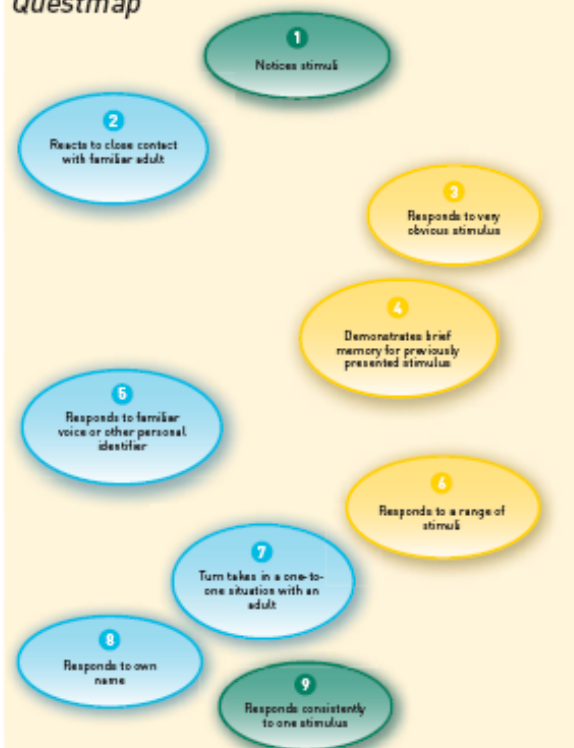 Questmap
1
Notices stimuli
2
Reacts to close contact
with familiar adult
3
Responds to very
obvious stimulus
4
Demonstrates brief
memory for previously
presented stimulus
5
Responds to familiar
voice or other personal
identifier
6
Responds to a range of
stimuli
7
Turn takes in a one-to-
one situation with an
adult
8
Responds to own
name
9
Responds consistently
to one stimulus